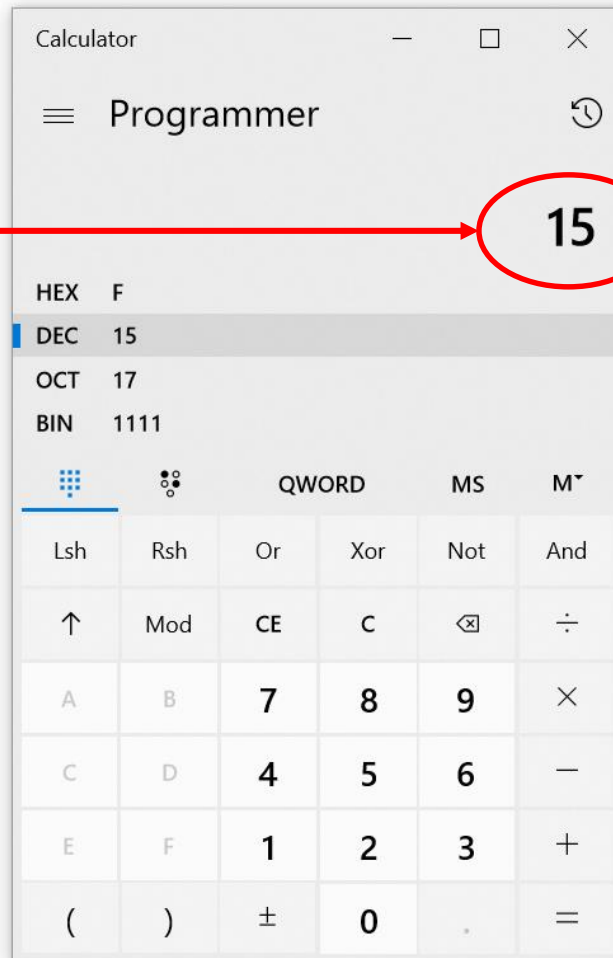 Calculator
Programmer
15
HEX F
DEC 15
OCT 17
BIN 1111
QWORD MS M
Lsh Rsh Or Xor Not And
↑ Mod CE C ÷
A B 7 8 9 ×
C D 4 5 6 −
E F 1 2 3 +
( ) ± 0 . =